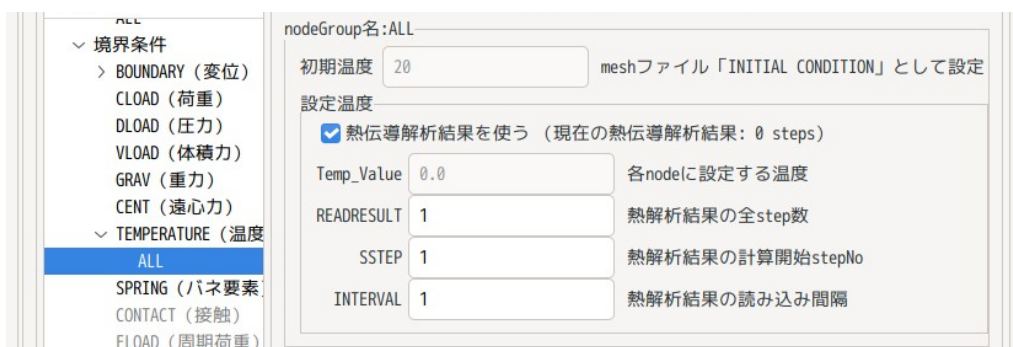 ALL
境界条件
BOUNDARY (変位)
CLOAD (荷重)
DLOAD (圧力)
VLOAD (体積力)
GRAV (重力)
CENT (遠心力)
TEMPERATURE (温度
ALL
SPRING (バネ要素)
CONTACT (接触)
FLOAD (周期荷重)
nodeGroup名:ALL
初期温度 20 meshファイル「INITIAL CONDITION」として設定
設定温度
熱伝導解析結果を使う (現在の熱伝導解析結果: 0 steps)
Temp_Value 0.0 各nodeに設定する温度
READRESULT 1 熱解析結果の全step数
SSTEP 1 熱解析結果の計算開始stepNo
INTERVAL 1 熱解析結果の読み込み間隔